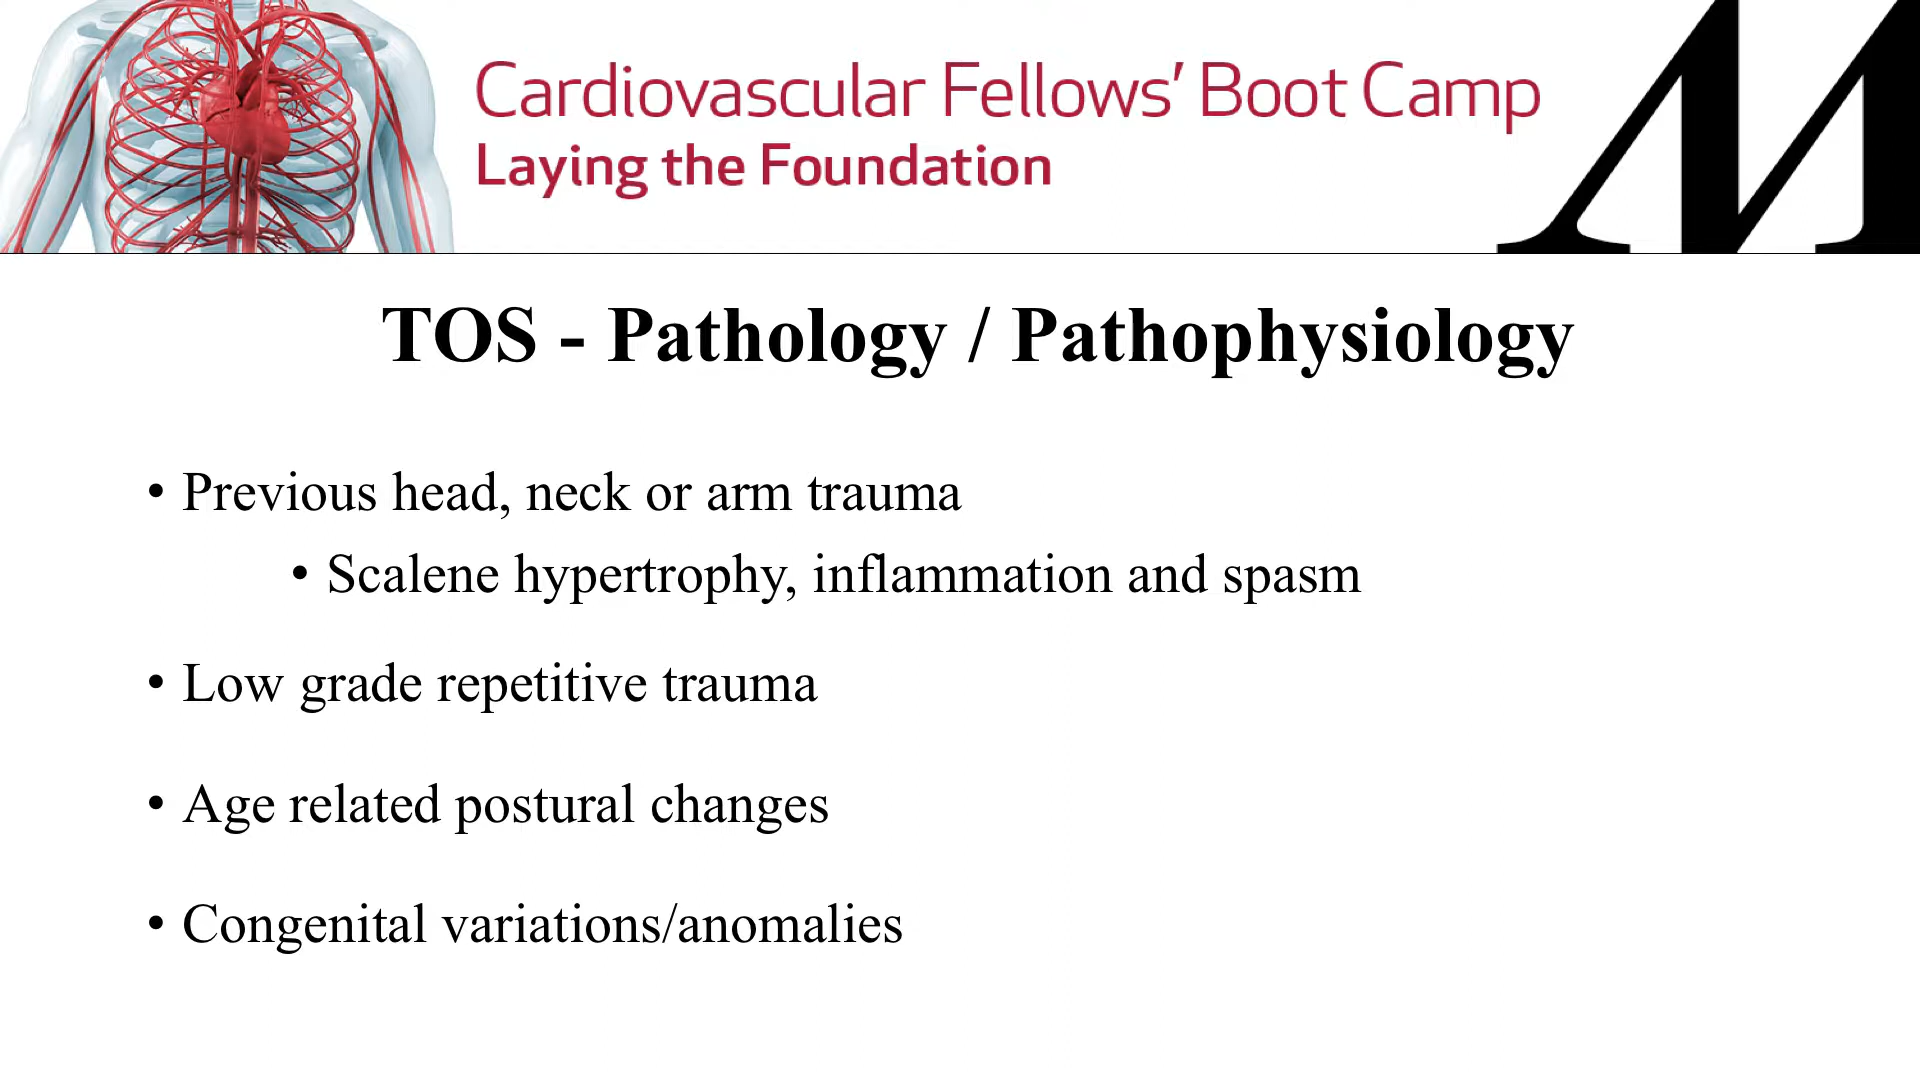 Cardiovascular Fellows' Boot Camp
Laying the Foundation
M
TOS - Pathology / Pathophysiology
• Previous head, neck or arm trauma
• Scalene hypertrophy, inflammation and spasm
• Low grade repetitive trauma
• Age related postural changes
• Congenital variations/anomalies